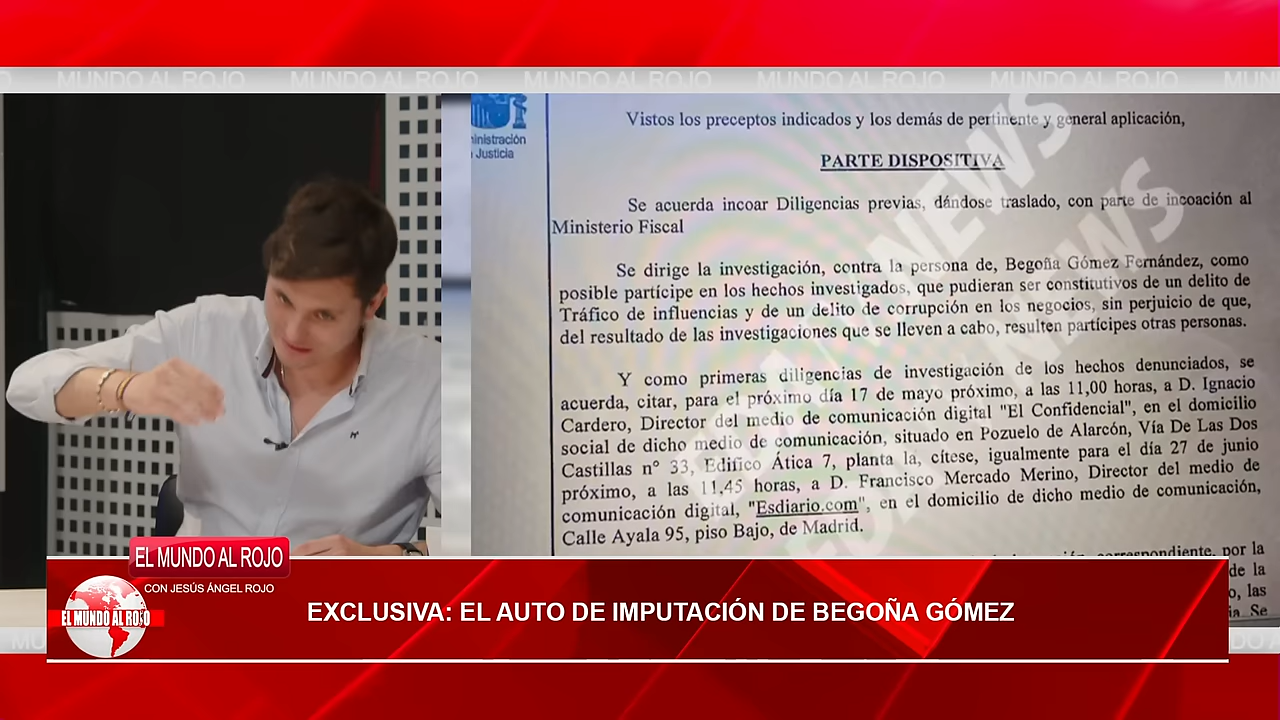 MUNDO AL ROJO MUNDO AL ROJO MUNDO AL ROJO MUNDO AL ROJO MUNDO AL ROJO
inistración
Justicia
Vistos los preceptos indicados y los demás de pertinente y general aplicación,
PARTE DISPOSITIVA
Se acuerda incoar Diligencias previas, dándose traslado, con parte de incoación al
Ministerio Fiscal
Se dirige la investigación, contra la persona de, Begoña Gómez Fernández, como
posible partícipe en los hechos investigados, que pudieran ser constitutivos de un delito de
Tráfico de influencias y de un delito de corrupción en los negocios, sin perjuicio de que,
del resultado de las investigaciones que se lleven a cabo, resulten partícipes otras personas.
Y como primeras diligencias de investigación de los hechos denunciados, se
acuerda, citar, para el próximo día 17 de mayo próximo, a las 11,00 horas, a D. Ignacio
Cardero, Director del medio de comunicación digital "El Confidencial", en el domicilio
social de dicho medio de comunicación, situado en Pozuelo de Alarcón, Vía De Las Dos
Castillas nº 33, Edifico Ática 7, planta 1a, cítese, igualmente para el día 27 de junio
próximo, a las 11,45 horas, a D. Francisco Mercado Merino, Director del medio de
comunicación digital, "Esdiario.com", en el domicilio de dicho medio de comunicación,
Calle Ayala 95, piso Bajo, de Madrid.
correspondiente, por la
de la
o, las
Se
NEWS
NEWS
EL MUNDO AL ROJO
CON JESÚS ÁNGEL ROJO
EL MUNDO AL ROJO
EXCLUSIVA: EL AUTO DE IMPUTACIÓN DE BEGOÑA GÓMEZ